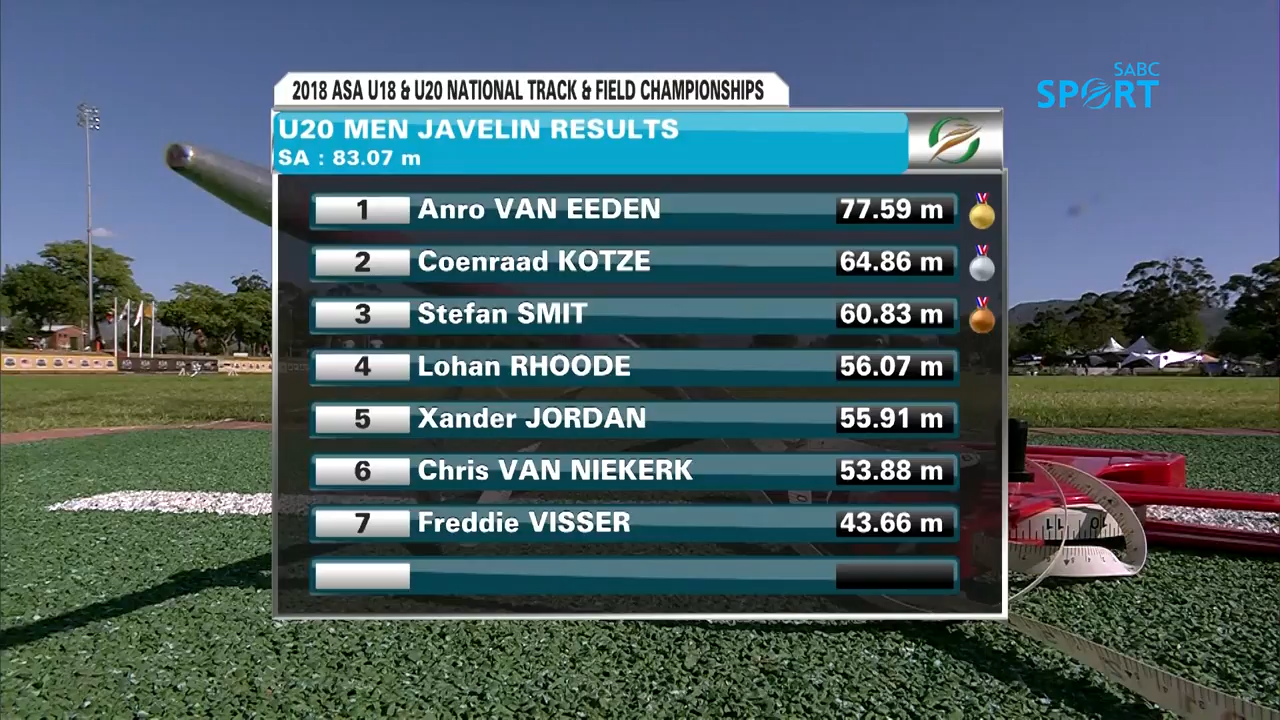 SABC
SPORT
2018 ASA U18 & U20 NATIONAL TRACK & FIELD CHAMPIONSHIPS
U20 MEN JAVELIN RESULTS
SA : 83.07 m
1 Anro VAN EEDEN 77.59 m
2 Coenraad KOTZE 64.86 m
3 Stefan SMIT 60.83 m
4 Lohan RHOODE 56.07 m
5 Xander JORDAN 55.91 m
6 Chris VAN NIEKERK 53.88 m
7 Freddie VISSER 43.66 m
11 10